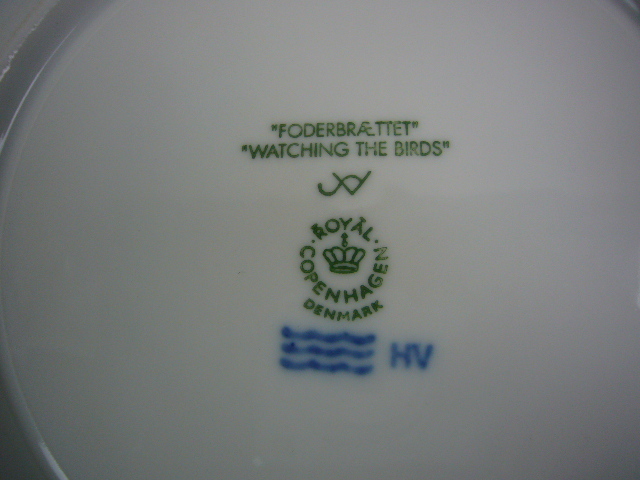 "FODERBRÆTTET"
"WATCHING THE BIRDS"
ROYAL
COPENHAGEN
DENMARK
HV